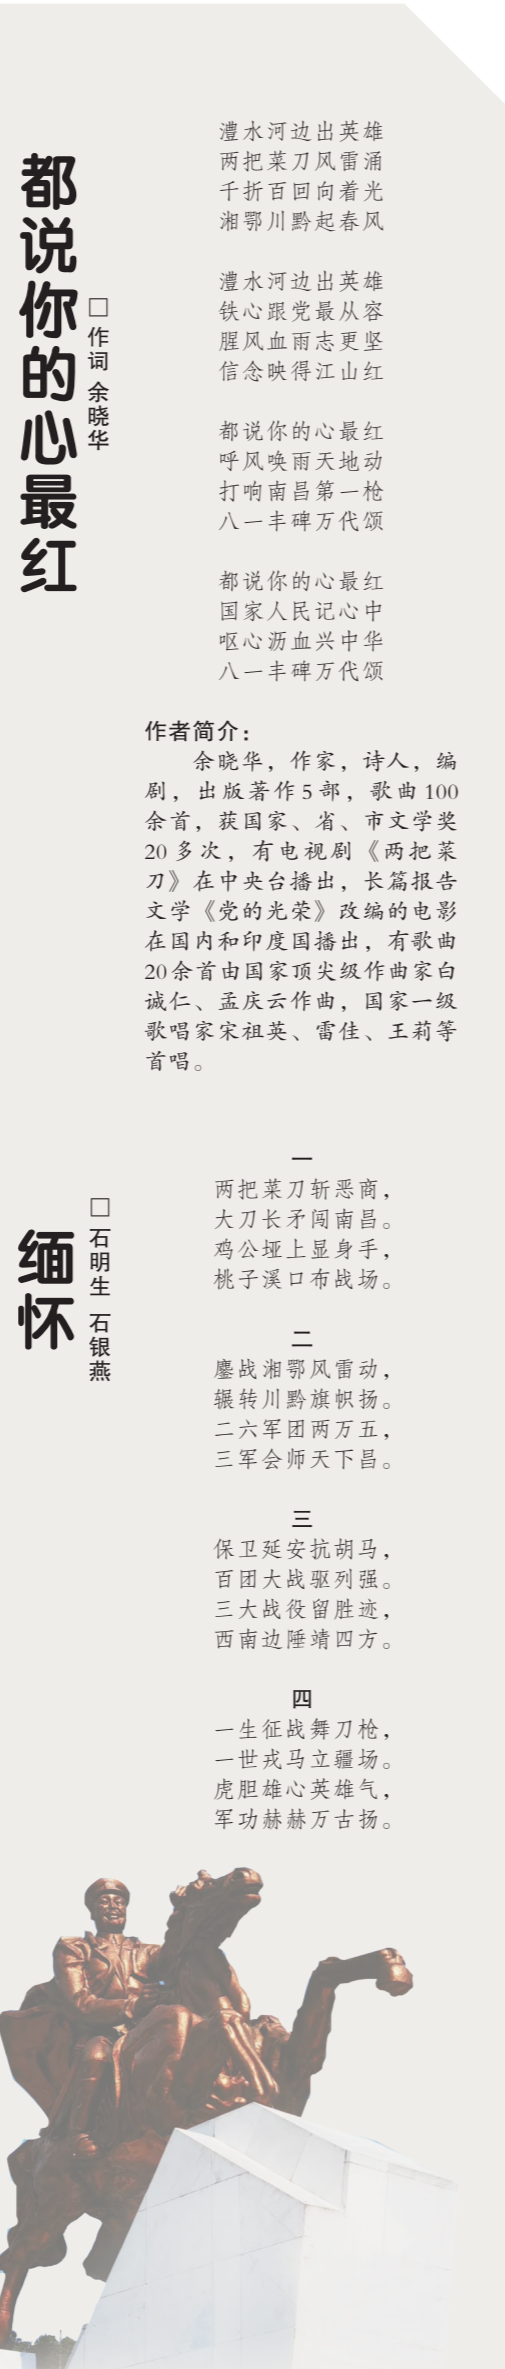 都说你的心最红
□作词 余晓华
澧水河边出英雄
两把菜刀风雷涌
千折百回向着光
湘鄂川黔起春风
澧水河边出英雄
铁心跟党最从容
腥风血雨志更坚
信念映得江山红
都说你的心最红
呼风唤雨天地动
打响南昌第一枪
八一丰碑万代颂
都说你的心最红
国家人民记心中
呕心沥血兴中华
八一丰碑万代颂
作者简介：
余晓华，作家，诗人，编
剧，出版著作5部，歌曲100
余首，获国家、省、市文学奖
20多次，有电视剧《两把菜
刀》在中央台播出，长篇报告
文学《党的光荣》改编的电影
在国内和印度国播出，有歌曲
20余首由国家顶尖级作曲家白
诚仁、孟庆云作曲，国家一级
歌唱家宋祖英、雷佳、王莉等
首唱。
缅怀
□石明生 石银燕
一
两把菜刀斩恶商，
大刀长矛闯南昌。
鸡公垭上显身手，
桃子溪口布战场。
二
鏖战湘鄂风雷动，
辗转川黔旗帜扬。
二六军团两万五，
三军会师天下昌。
三
保卫延安抗胡马，
百团大战驱列强。
三大战役留胜迹，
西南边陲靖四方。
四
一生征战舞刀枪，
一世戎马立疆场。
虎胆雄心英雄气，
军功赫赫万古扬。